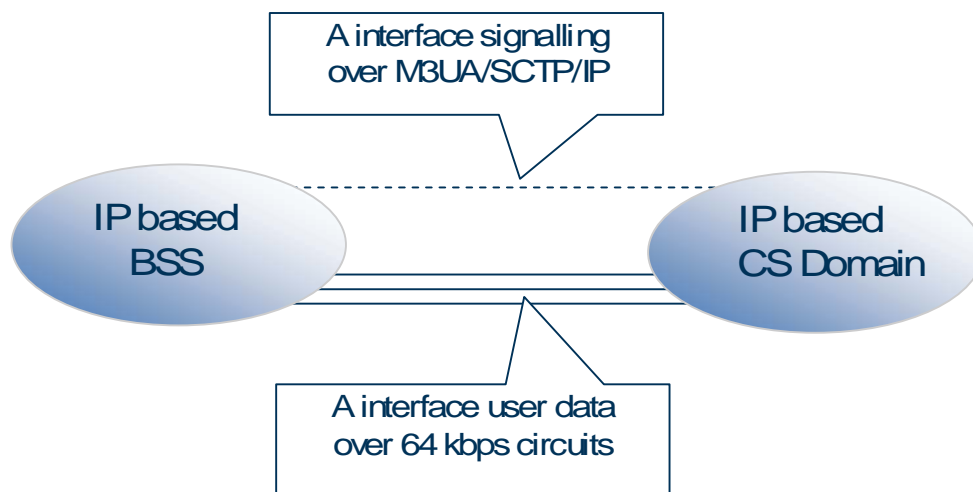 A interface signalling
over M3UA/SCTP/IP
IP based
BSS
IP based
CS Domain
A interface user data
over 64 kbps circuits